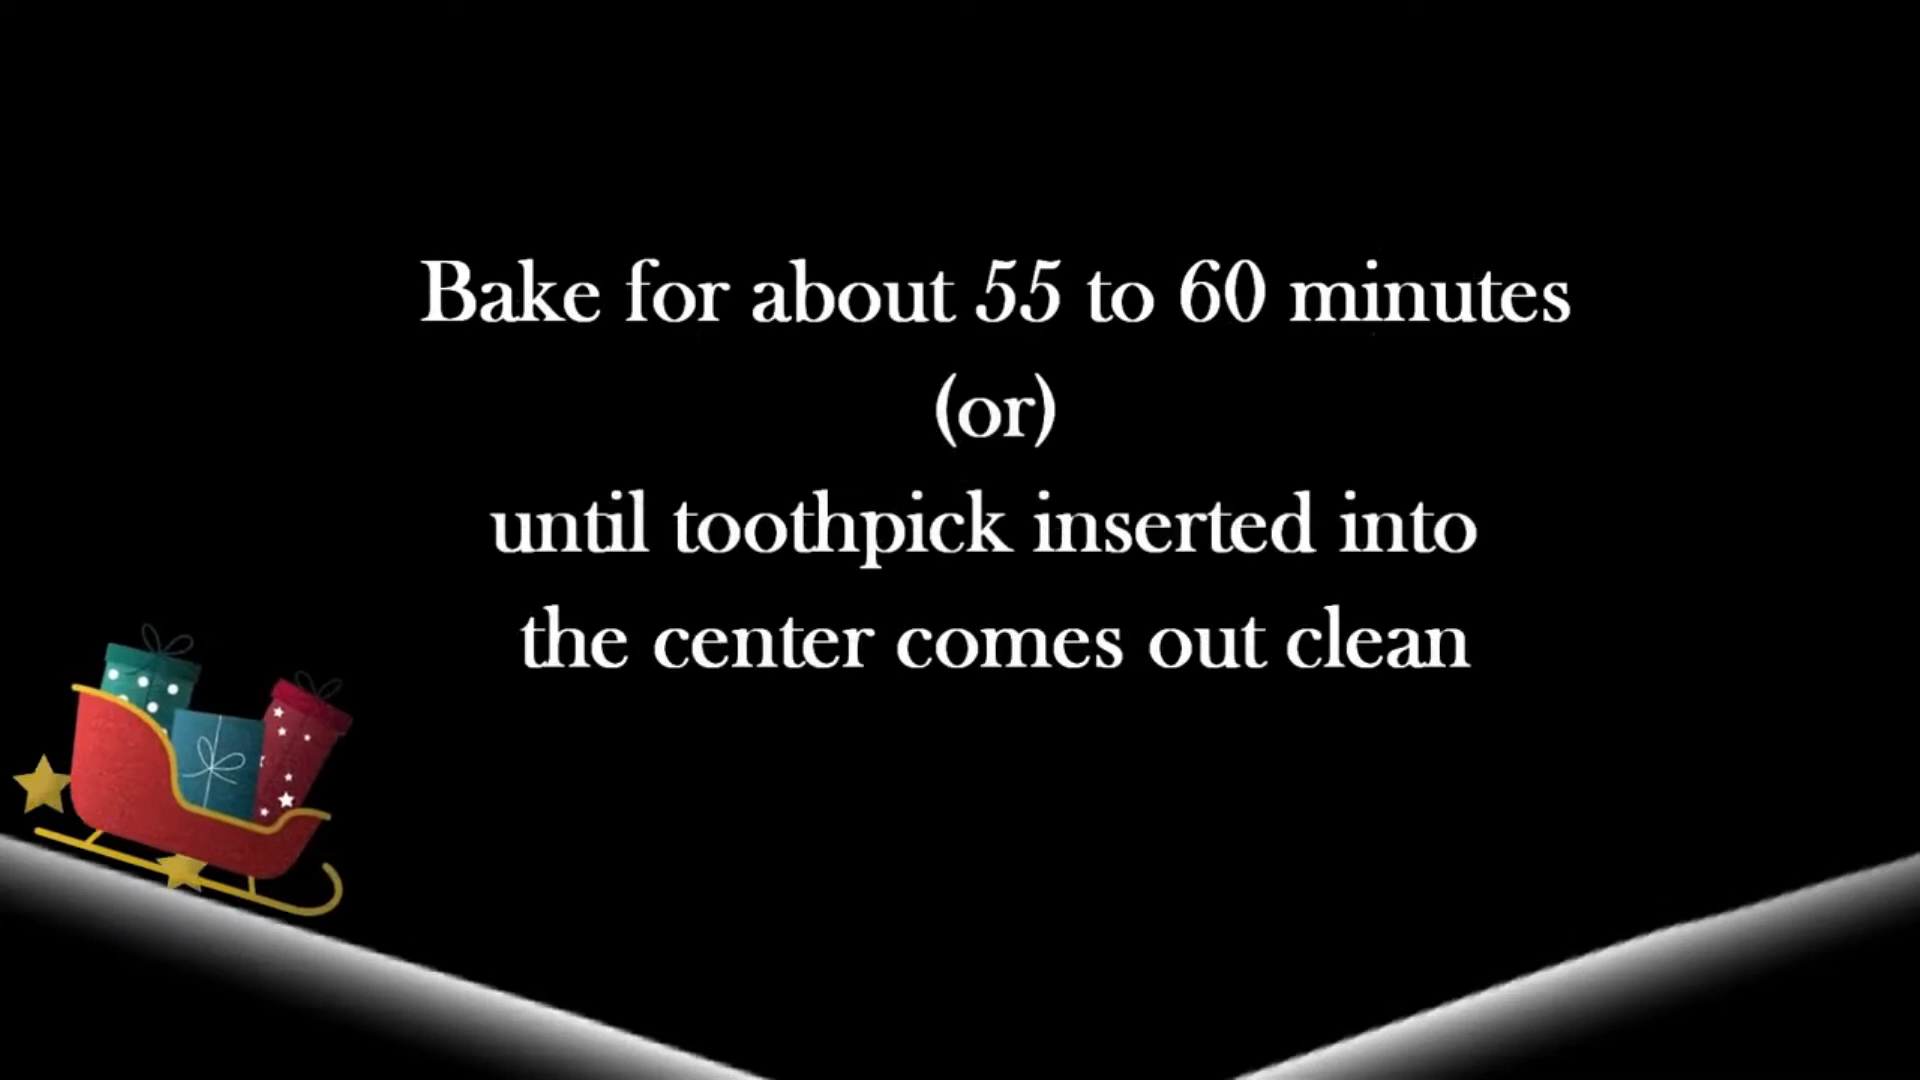 Bake for about 55 to 60 minutes
(or)
until toothpick inserted into
the center comes out clean